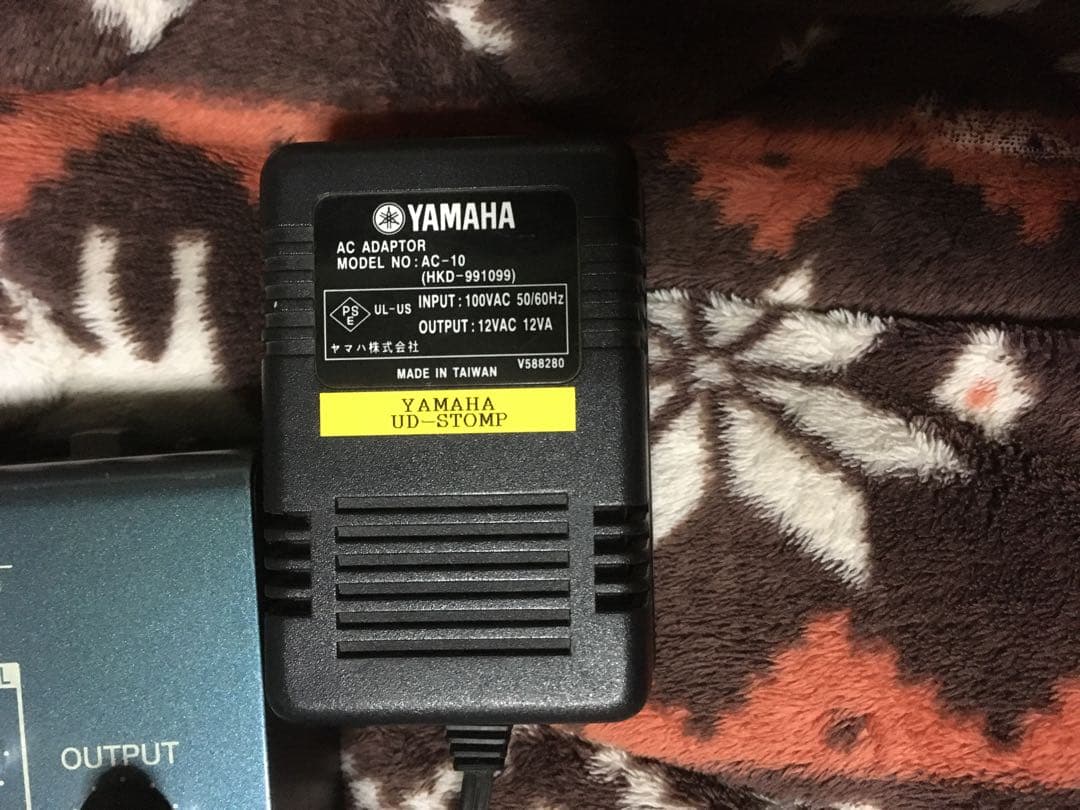 YAMAHA
AC ADAPTOR
MODEL NO : AC-10
(HKD-991099)
PS
E
UL-US
INPUT : 100VAC 50/60Hz
OUTPUT : 12VAC 12VA
ヤマハ株式会社
V588280
MADE IN TAIWAN
YAMAHA
UD-STOMP
L
OUTPUT